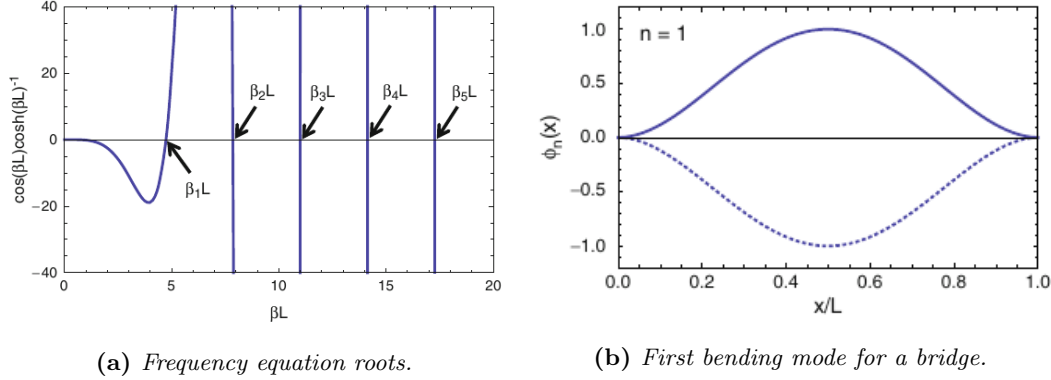 40
20
0
−20
−40
0
5
10
15
20
cos(βL)cosh(βL)-1
βL
β1L
β2L
β3L
β4L
β5L
n = 1
1.0
0.5
0.0
−0.5
−1.0
0.0
0.2
0.4
0.6
0.8
1.0
ϕn(x)
x/L
(a) Frequency equation roots.
(b) First bending mode for a bridge.